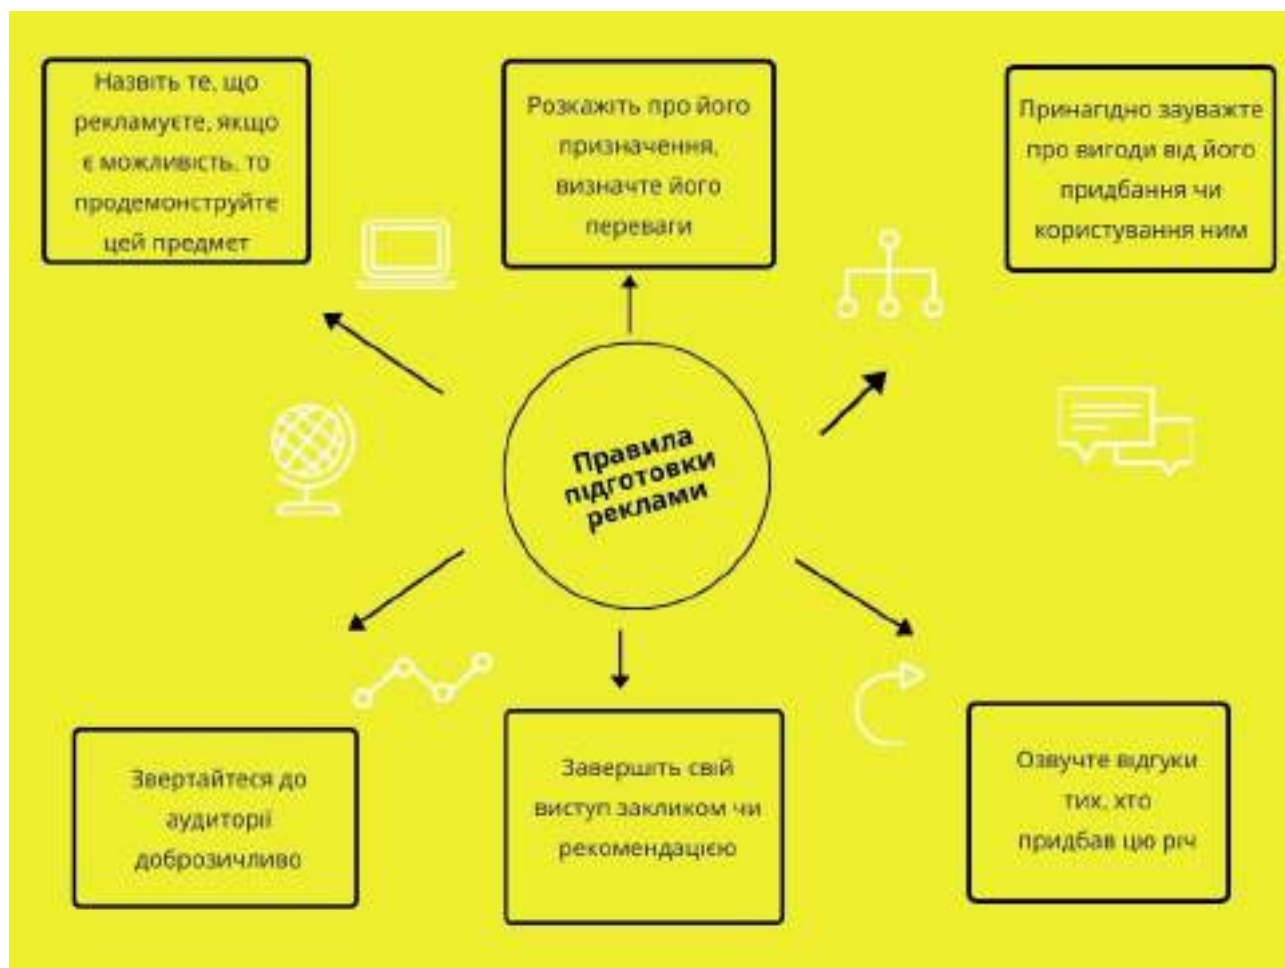 Назвіть те, що
рекламуєте, якщо
є можливість, то
продемонструйте
цей предмет
Розкажіть про його
призначення,
визначте його
переваги
Принагідно зауважте
про вигоди від його
придбання чи
користування ним
Правила
підготовки
реклами
Звертайтеся до
аудиторії
доброзичливо
Завершіть свій
виступ закликом чи
рекомендацією
Озвучте відгуки
тих, хто
придбав цю річ